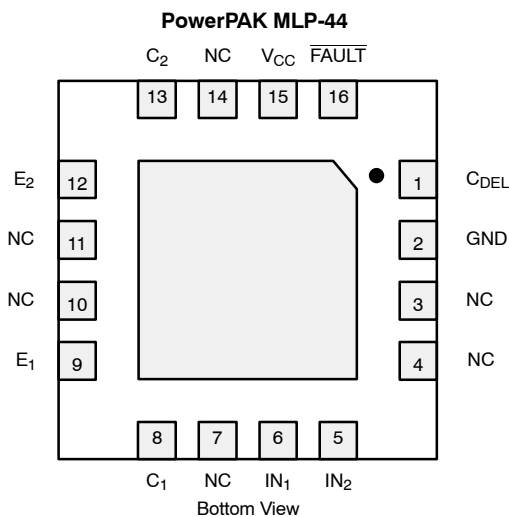 PowerPAK MLP-44
C2 NC VCC FAULT
13 14 15 16
E2 12 1 CDEL
NC 11 2 GND
NC 10 3 NC
E1 9 4 NC
8 7 6 5
C1 NC IN1 IN2
Bottom View